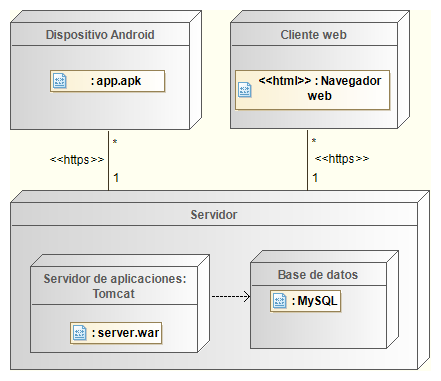 Dispositivo Android
: app.apk
Cliente web
<<html>> : Navegador
web
*
<<https>>
1
*
<<https>>
1
Servidor
Servidor de aplicaciones:
Tomcat
: server.war
Base de datos
: MySQL